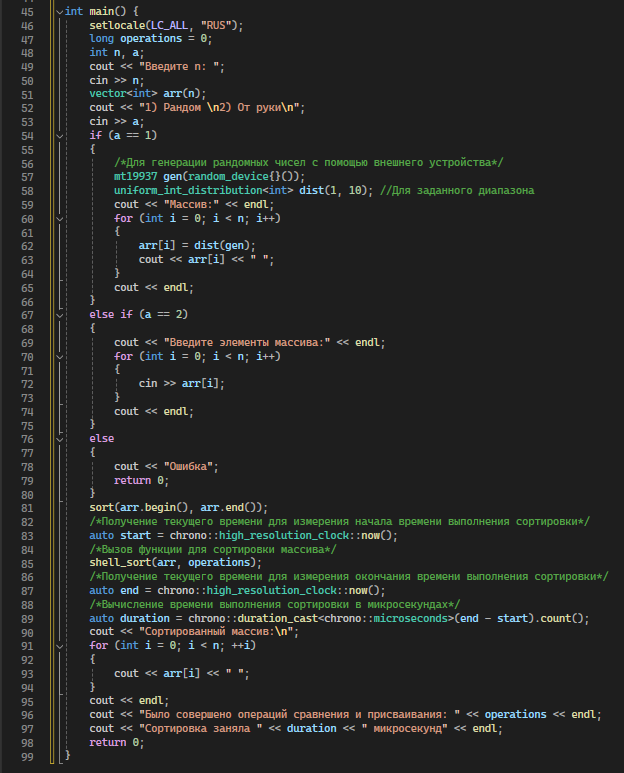 45 int main() {
46 setlocale(LC_ALL, "RUS");
47 long operations = 0;
48 int n, a;
49 cout << "Введите n: ";
50 cin >> n;
51 vector<int> arr(n);
52 cout << "1) Рандом \n2) От руки\n";
53 cin >> a;
54 if (a == 1)
55 {
56 /*Для генерации рандомных чисел с помощью внешнего устройства*/
57 mt19937 gen(random_device{}());
58 uniform_int_distribution<int> dist(1, 10); //Для заданного диапазона
59 cout << "Массив:" << endl;
60 for (int i = 0; i < n; i++)
61 {
62 arr[i] = dist(gen);
63 cout << arr[i] << " ";
64 }
65 cout << endl;
66 }
67 else if (a == 2)
68 {
69 cout << "Введите элементы массива:" << endl;
70 for (int i = 0; i < n; i++)
71 {
72 cin >> arr[i];
73 }
74 cout << endl;
75 }
76 else
77 {
78 cout << "Ошибка";
79 return 0;
80 }
81 sort(arr.begin(), arr.end());
82 /*Получение текущего времени для измерения начала времени выполнения сортировки*/
83 auto start = chrono::high_resolution_clock::now();
84 /*Вызов функции для сортировки массива*/
85 shell_sort(arr, operations);
86 /*Получение текущего времени для измерения окончания времени выполнения сортировки*/
87 auto end = chrono::high_resolution_clock::now();
88 /*Вычисление времени выполнения сортировки в микросекундах*/
89 auto duration = chrono::duration_cast<chrono::microseconds>(end - start).count();
90 cout << "Сортированный массив:\n";
91 for (int i = 0; i < n; ++i)
92 {
93 cout << arr[i] << " ";
94 }
95 cout << endl;
96 cout << "Было совершено операций сравнения и присваивания: " << operations << endl;
97 cout << "Сортировка заняла " << duration << " микросекунд" << endl;
98 return 0;
99 }